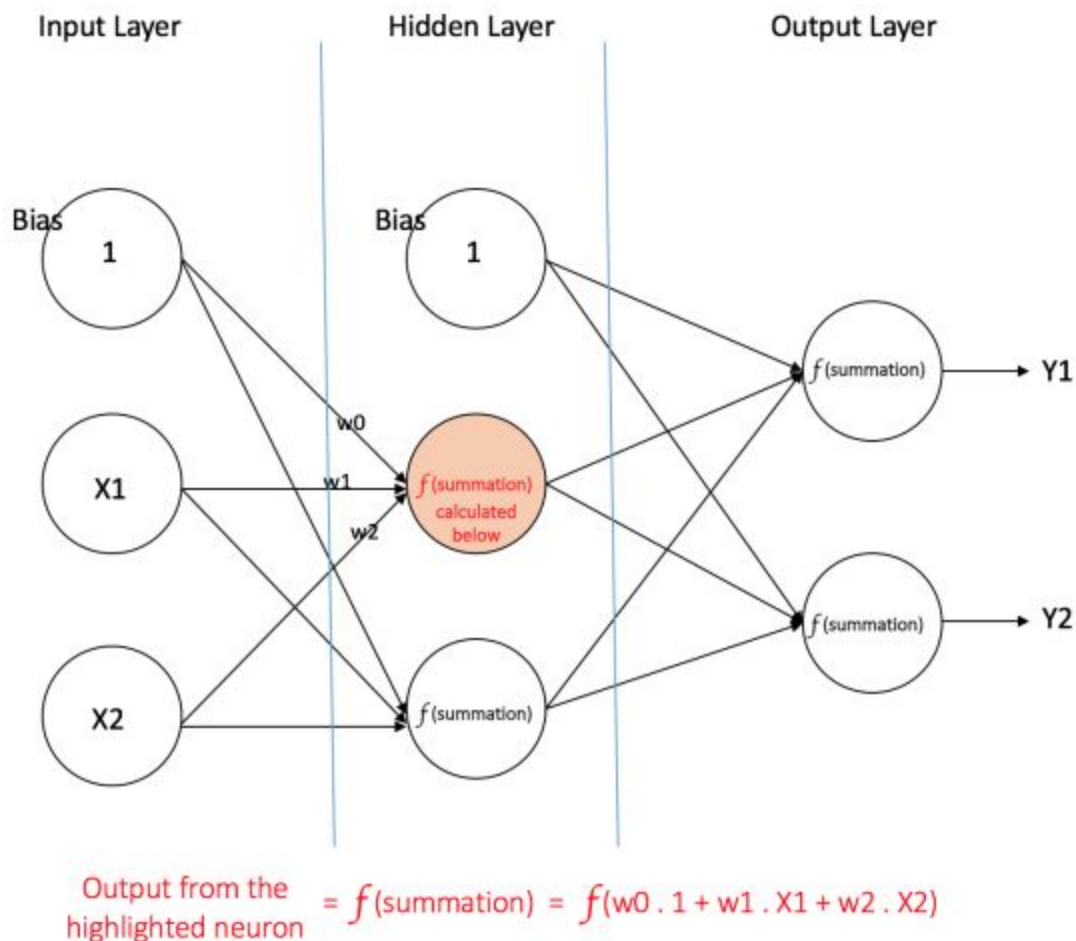 Input Layer
Hidden Layer
Output Layer
Bias
1
Bias
1
f(summation)
Y1
w0
X1
w1
f(summation)
calculated
below
w2
f(summation)
Y2
X2
f(summation)
Output from the
highlighted neuron
= f(summation) = f(w0 . 1 + w1 . X1 + w2 . X2)